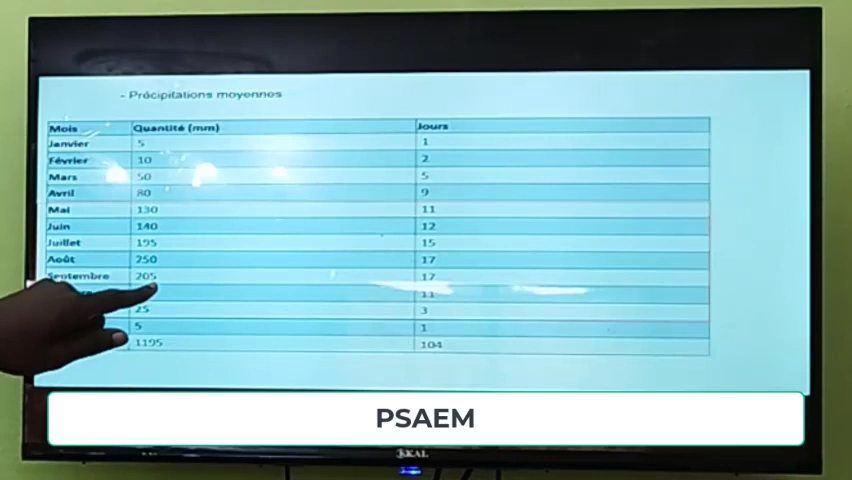 - Précipitations moyennes
Mois Quantité (mm) Jours
Janvier 5 1
Février 10 2
Mars 50 5
Avril 80 9
Mai 130 11
Juin 140 12
Juillet 195 15
Août 250 17
Septembre 205 17
11
25 3
5 1
1195 104
PSAEM